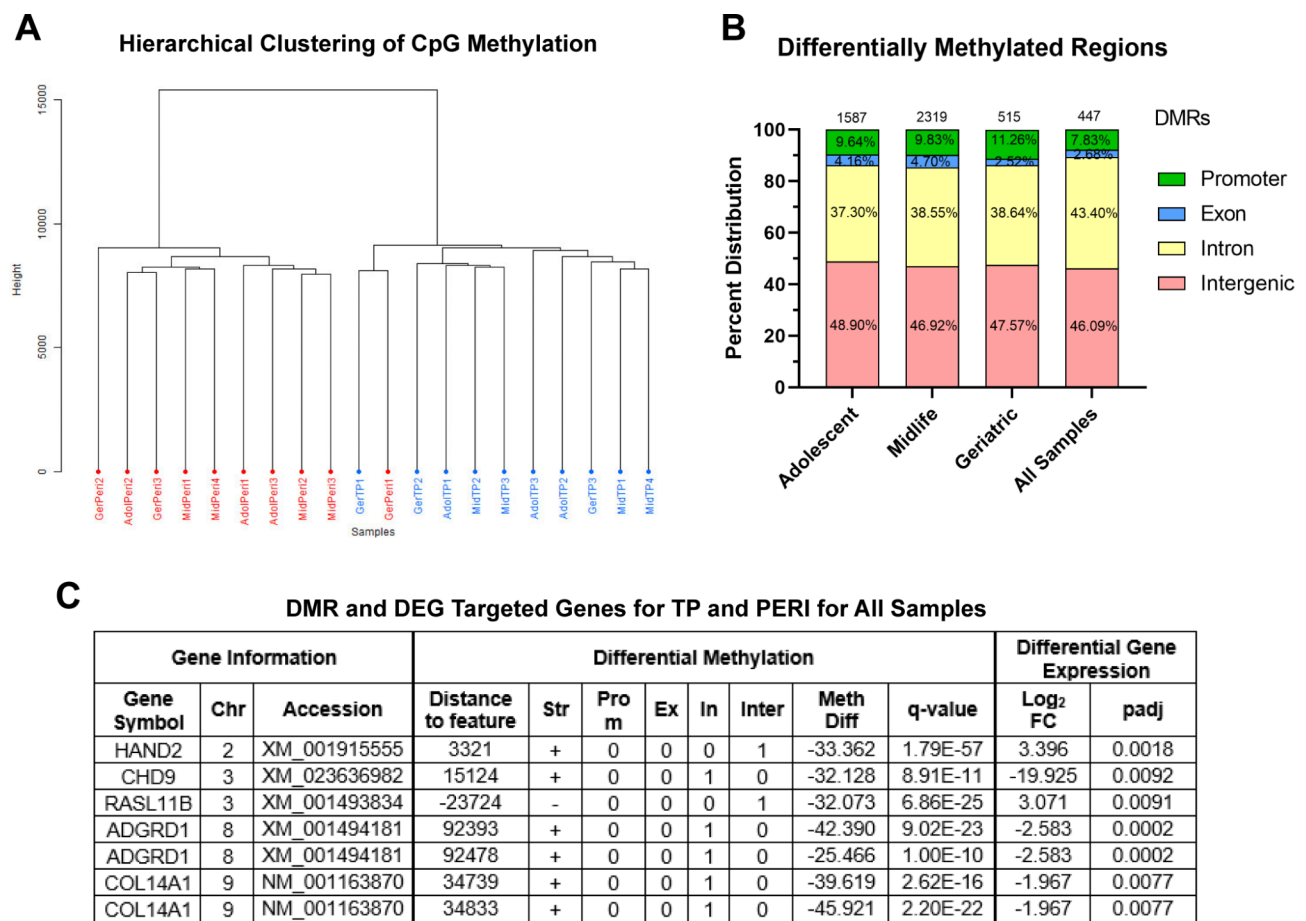 A
Hierarchical Clustering of CpG Methylation
Height
15000
10000
5000
0
GerPeri2
AdolPeri2
GerPeri3
MidPeri1
MidPeri4
AdolPeri1
AdolPeri3
MidPeri2
MidPeri3
GerTP1
GerPeri1
GerTP2
AdolTP1
MidTP2
MidTP3
AdolTP3
AdolTP2
GerTP3
MidTP1
MidTP4
Samples
B
Differentially Methylated Regions
1587 2319 515 447 DMRs
Percent Distribution
100
80
60
40
20
0
9.64% 9.83% 11.26% 7.83%
4.16% 4.70% 2.52% 2.68%
37.30% 38.55% 38.64% 43.40%
48.90% 46.92% 47.57% 46.09%
Adolescent
Midlife
Geriatric
All Samples
Promoter
Exon
Intron
Intergenic
C
DMR and DEG Targeted Genes for TP and PERI for All Samples
Gene Information Differential Methylation Differential Gene Expression
Gene Symbol Chr Accession Distance to feature Str Pro m Ex In Inter Meth Diff q-value Log2 FC padj
HAND2 2 XM_001915555 3321 + 0 0 0 1 -33.362 1.79E-57 3.396 0.0018
CHD9 3 XM_023636982 15124 + 0 0 1 0 -32.128 8.91E-11 -19.925 0.0092
RASL11B 3 XM_001493834 -23724 - 0 0 0 1 -32.073 6.86E-25 3.071 0.0091
ADGRD1 8 XM_001494181 92393 + 0 0 1 0 -42.390 9.02E-23 -2.583 0.0002
ADGRD1 8 XM_001494181 92478 + 0 0 1 0 -25.466 1.00E-10 -2.583 0.0002
COL14A1 9 NM_001163870 34739 + 0 0 1 0 -39.619 2.62E-16 -1.967 0.0077
COL14A1 9 NM_001163870 34833 + 0 0 1 0 -45.921 2.20E-22 -1.967 0.0077